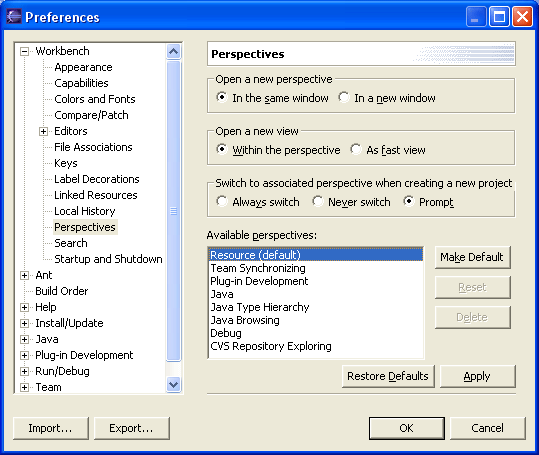 Preferences
Workbench
Appearance
Capabilities
Colors and Fonts
Compare/Patch
Editors
File Associations
Keys
Label Decorations
Linked Resources
Local History
Perspectives
Search
Startup and Shutdown
Ant
Build Order
Help
Install/Update
Java
Plug-in Development
Run/Debug
Team
Perspectives
Open a new perspective
In the same window
In a new window
Open a new view
Within the perspective
As fast view
Switch to associated perspective when creating a new project
Always switch
Never switch
Prompt
Available perspectives:
Resource (default)
Team Synchronizing
Plug-in Development
Java
Java Type Hierarchy
Java Browsing
Debug
CVS Repository Exploring
Make Default
Reset
Delete
Restore Defaults
Apply
Import...
Export...
OK
Cancel